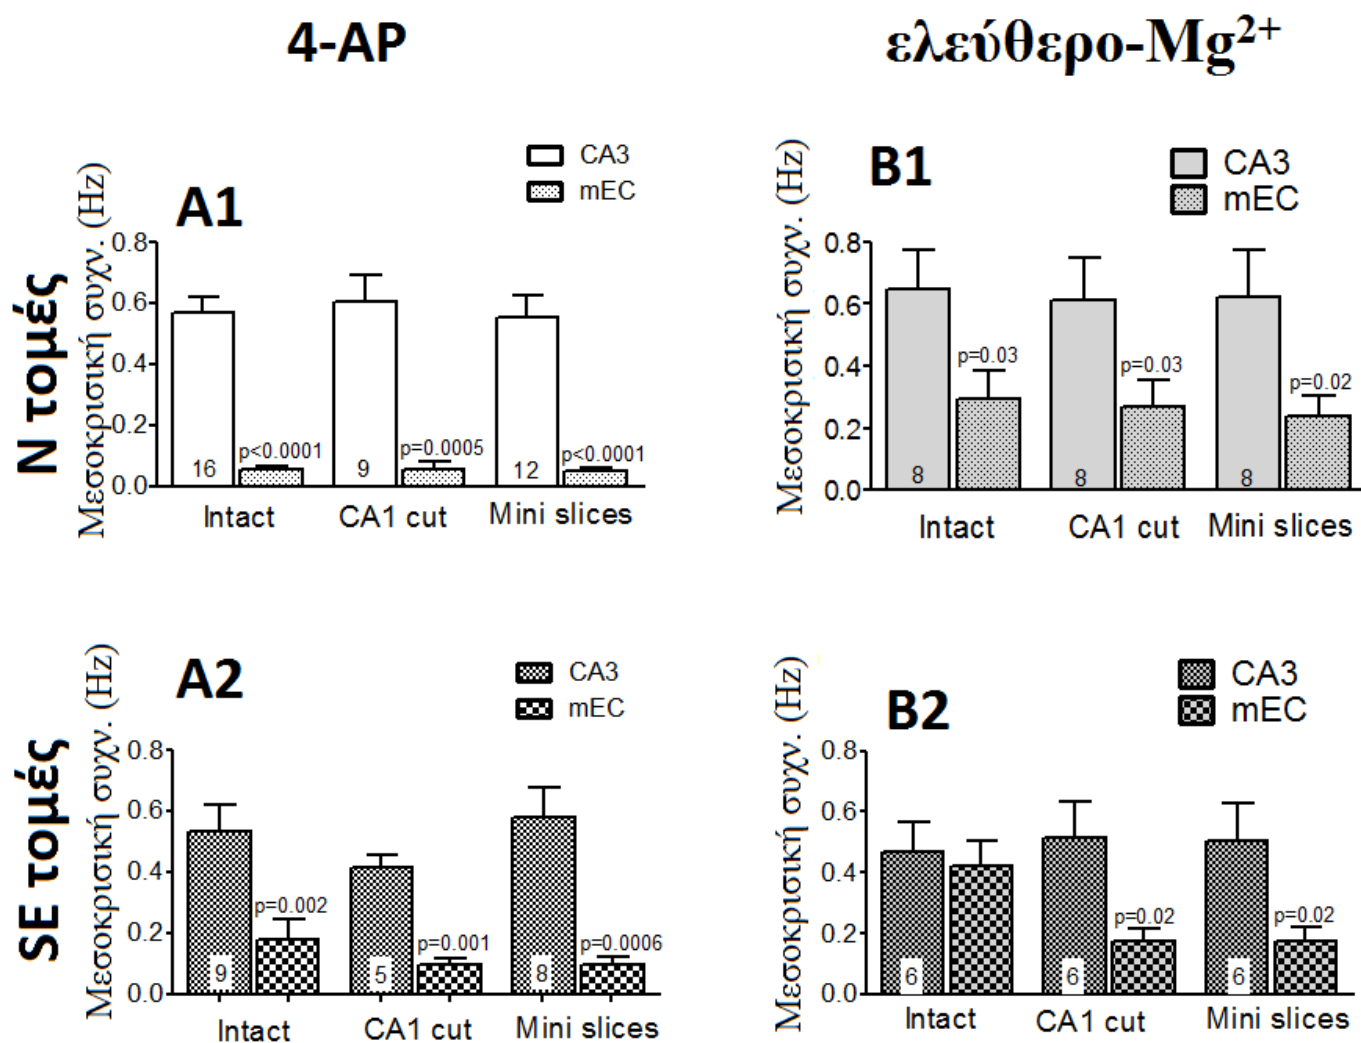 4-AP
ελεύθερο-Mg²⁺
N τομές
Μεσοκρισική συχν. (Hz)
A1
CA3
mEC
0.8
0.6
0.4
0.2
0.0
16
p<0.0001
9
p=0.0005
12
p<0.0001
Intact
CA1 cut
Mini slices
Μεσοκρισική συχν. (Hz)
B1
CA3
mEC
0.8
0.6
0.4
0.2
0.0
8
p=0.03
8
p=0.03
8
p=0.02
Intact
CA1 cut
Mini slices
SE τομές
Μεσοκρισική συχν. (Hz)
A2
CA3
mEC
0.8
0.6
0.4
0.2
0.0
9
p=0.002
5
p=0.001
8
p=0.0006
Intact
CA1 cut
Mini slices
Μεσοκρισική συχν. (Hz)
B2
CA3
mEC
0.8
0.6
0.4
0.2
0.0
6
6
p=0.02
6
p=0.02
Intact
CA1 cut
Mini slices